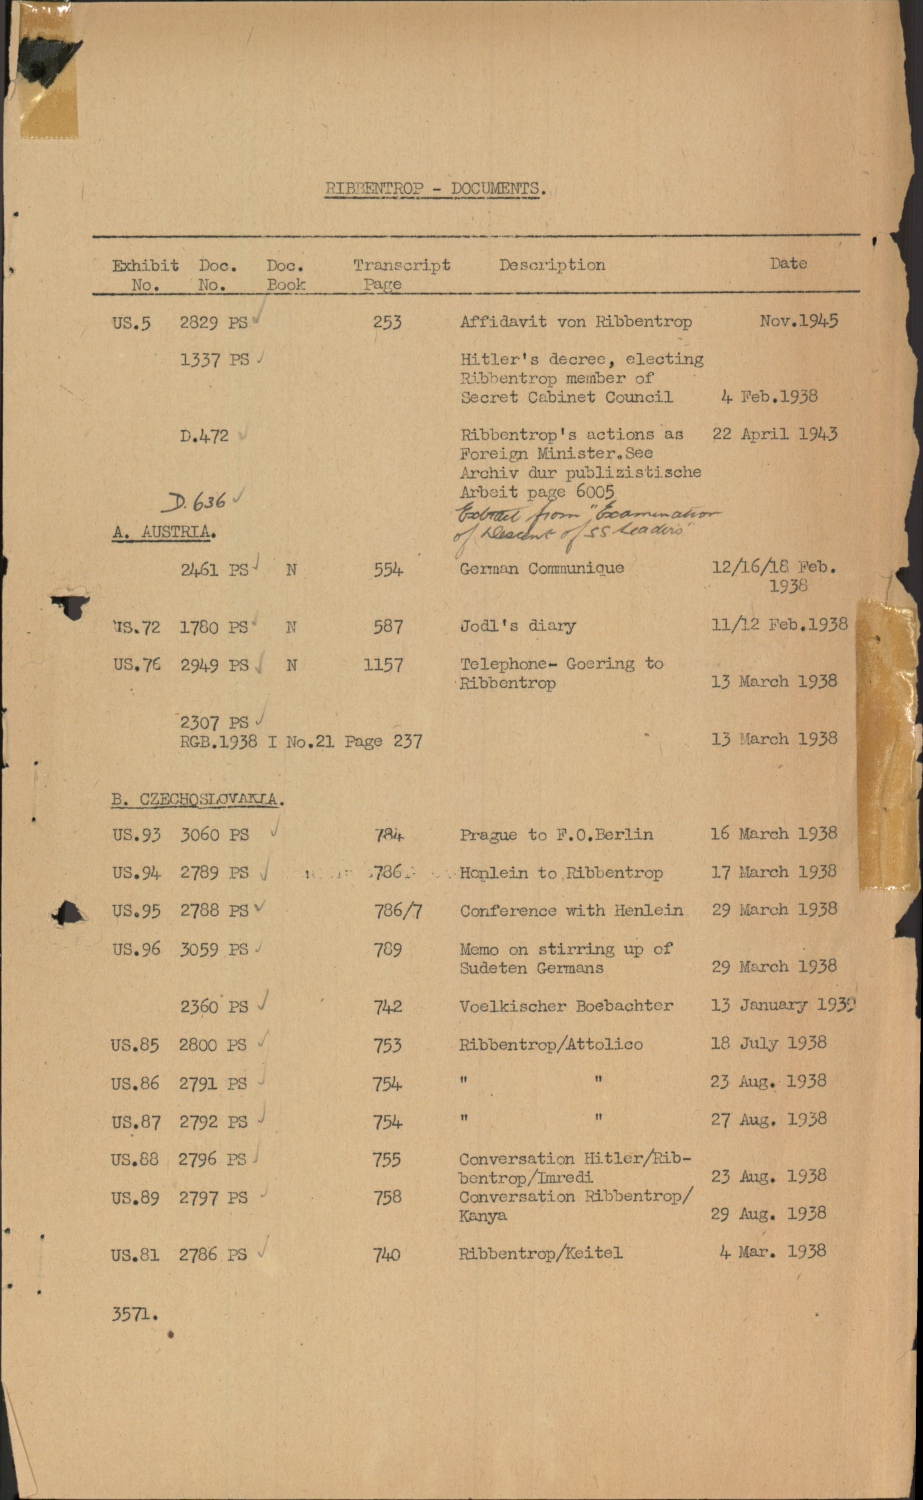 RIBBENTROP - DOCUMENTS.
Exhibit Doc. Doc. Transcript Description Date
No. No. Book Page
US.5 2829 PS ✓ 253 Affidavit von Ribbentrop Nov.1945
1337 PS ✓ Hitler's decree, electing
Ribbentrop member of
Secret Cabinet Council 4 Feb.1938
D.472 ✓ Ribbentrop's actions as 22 April 1943
Foreign Minister.See
Archiv dur publizistische
Arbeit page 6005
D.636 ✓ Extract from "Examination
of Descent of SS Leaders"
A. AUSTRIA.
2461 PS ✓ N 554 German Communique 12/16/18 Feb.
1938
US.72 1780 PS ✓ N 587 Jodl's diary 11/12 Feb.1938
US.76 2949 PS ✓ N 1157 Telephone- Goering to
Ribbentrop 13 March 1938
2307 PS ✓
RGB.1938 I No.21 Page 237 13 March 1938
B. CZECHOSLOVAKIA.
US.93 3060 PS ✓ 784 Prague to F.O.Berlin 16 March 1938
US.94 2789 PS ✓ 786 Henlein to Ribbentrop 17 March 1938
US.95 2788 PS ✓ 786/7 Conference with Henlein 29 March 1938
US.96 3059 PS ✓ 789 Memo on stirring up of
Sudeten Germans 29 March 1938
2360 PS ✓ 742 Voelkischer Boebachter 13 January 1939
US.85 2800 PS ✓ 753 Ribbentrop/Attolico 18 July 1938
US.86 2791 PS ✓ 754 " " 23 Aug. 1938
US.87 2792 PS ✓ 754 " " 27 Aug. 1938
US.88 2796 PS ✓ 755 Conversation Hitler/Rib-
bentrop/Imredi 23 Aug. 1938
US.89 2797 PS ✓ 758 Conversation Ribbentrop/
Kanya 29 Aug. 1938
US.81 2786 PS ✓ 740 Ribbentrop/Keitel 4 Mar. 1938
3571.